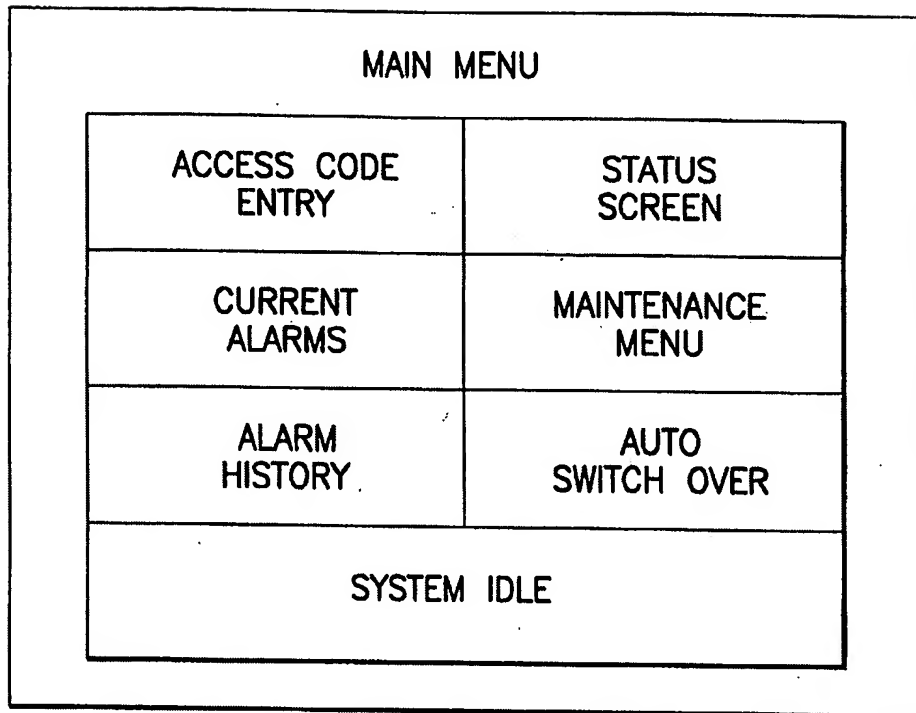 MAIN MENU
ACCESS CODE
ENTRY
STATUS
SCREEN
CURRENT
ALARMS
MAINTENANCE
MENU
ALARM
HISTORY
AUTO
SWITCH OVER
SYSTEM IDLE